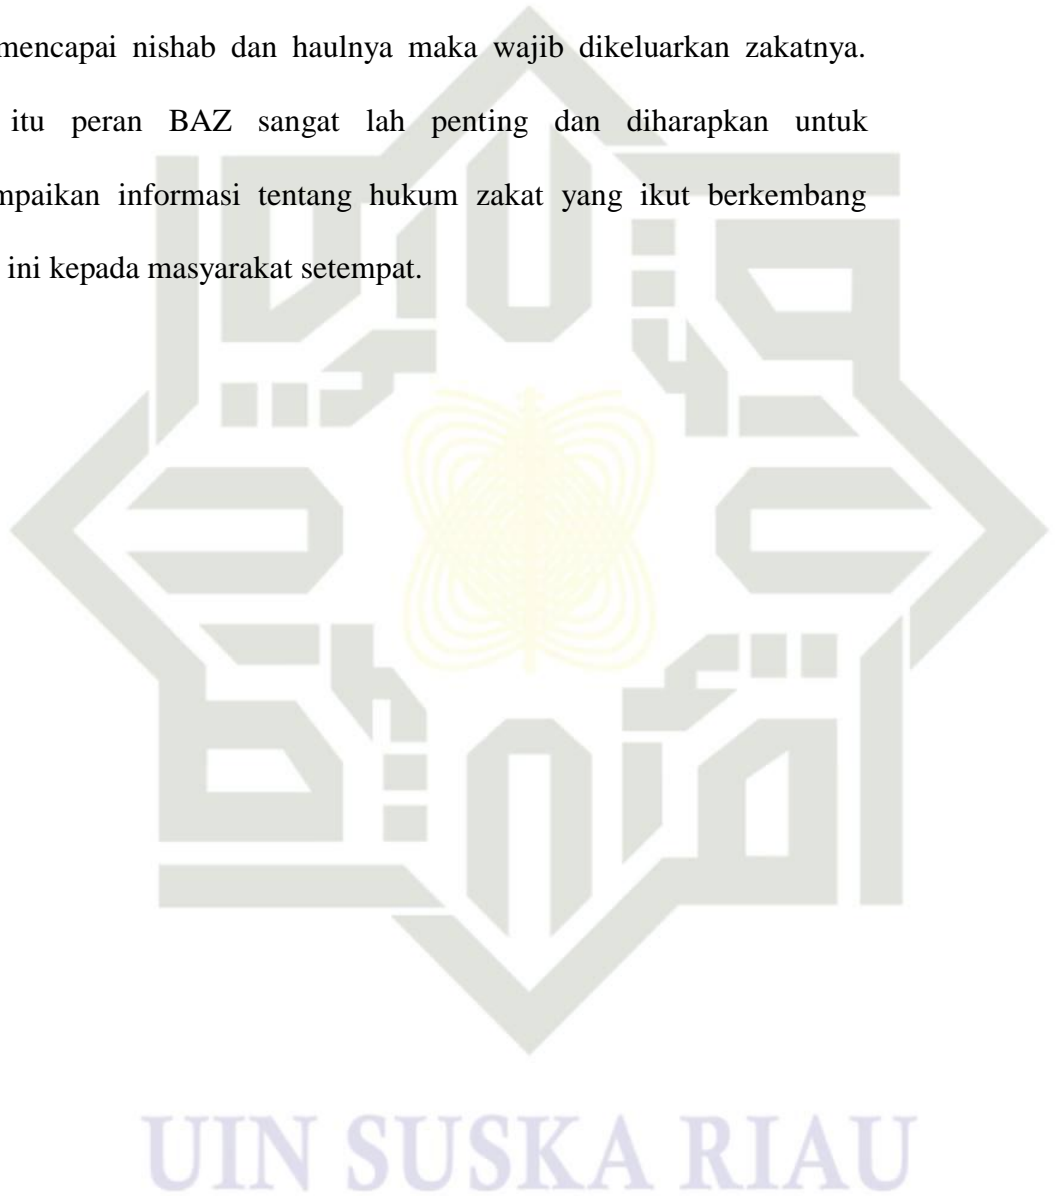 mencapai nishab dan haulnya maka wajib dikeluarkan zakatnya.
itu peran BAZ sangat lah penting dan diharapkan untuk
mpaikan informasi tentang hukum zakat yang ikut berkembang
ini kepada masyarakat setempat.
UIN SUSKA RIAU